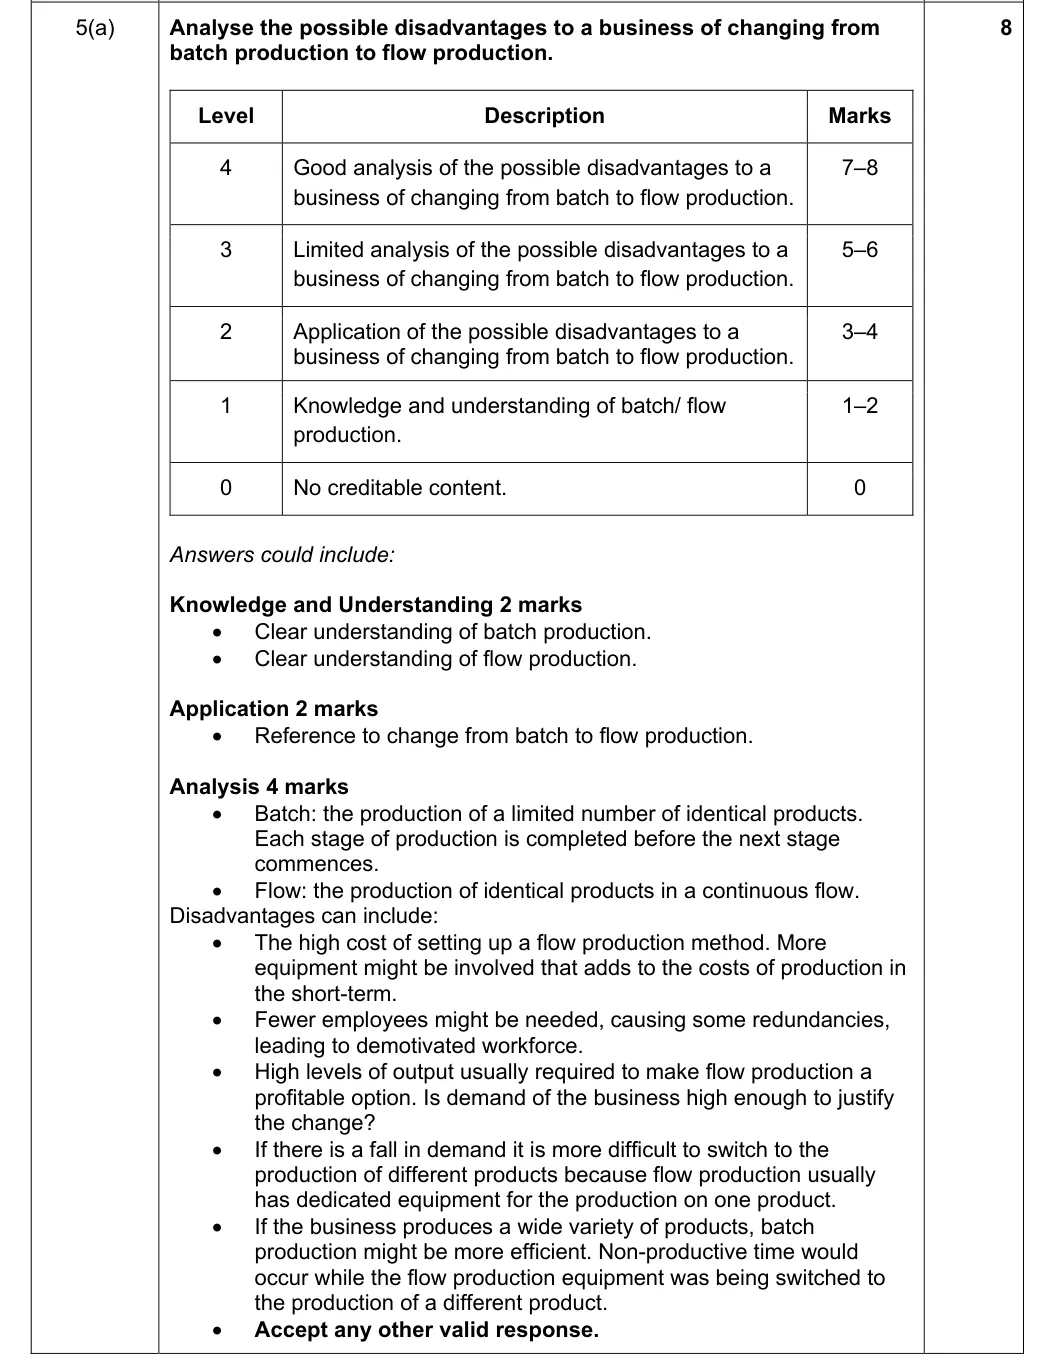 5(a) Analyse the possible disadvantages to a business of changing from 8
batch production to flow production.
Level Description Marks
4 Good analysis of the possible disadvantages to a 7–8
business of changing from batch to flow production.
3 Limited analysis of the possible disadvantages to a 5–6
business of changing from batch to flow production.
2 Application of the possible disadvantages to a 3–4
business of changing from batch to flow production.
1 Knowledge and understanding of batch/ flow 1–2
production.
0 No creditable content. 0
Answers could include:
Knowledge and Understanding 2 marks
• Clear understanding of batch production.
• Clear understanding of flow production.
Application 2 marks
• Reference to change from batch to flow production.
Analysis 4 marks
• Batch: the production of a limited number of identical products.
Each stage of production is completed before the next stage
commences.
• Flow: the production of identical products in a continuous flow.
Disadvantages can include:
• The high cost of setting up a flow production method. More
equipment might be involved that adds to the costs of production in
the short-term.
• Fewer employees might be needed, causing some redundancies,
leading to demotivated workforce.
• High levels of output usually required to make flow production a
profitable option. Is demand of the business high enough to justify
the change?
• If there is a fall in demand it is more difficult to switch to the
production of different products because flow production usually
has dedicated equipment for the production on one product.
• If the business produces a wide variety of products, batch
production might be more efficient. Non-productive time would
occur while the flow production equipment was being switched to
the production of a different product.
• Accept any other valid response.